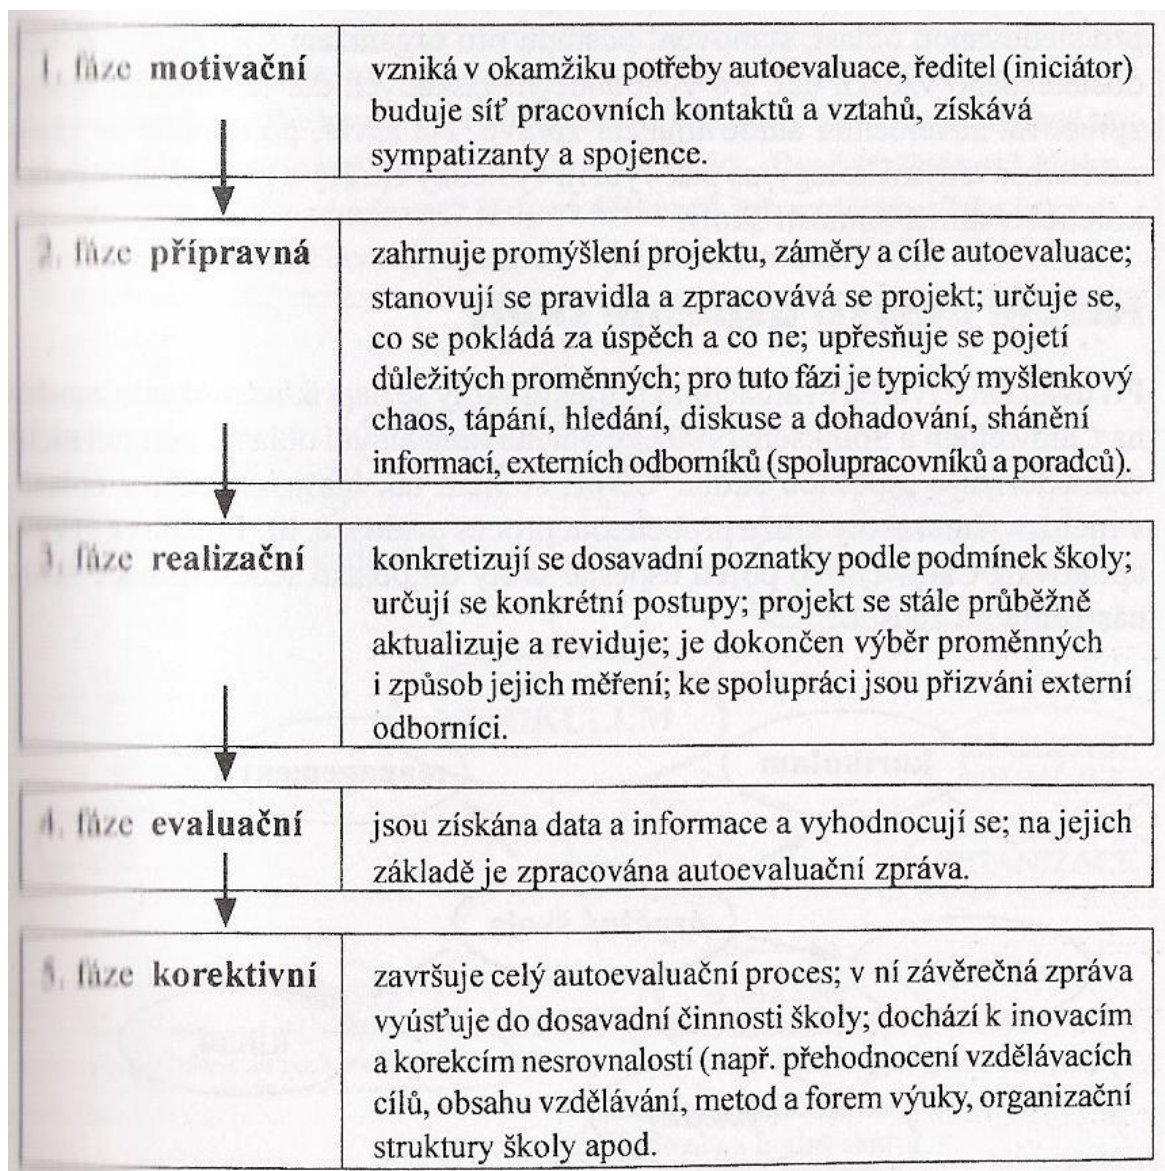 1. fáze motivační
vzniká v okamžiku potřeby autoevaluace, ředitel (iniciátor)
buduje síť pracovních kontaktů a vztahů, získává
sympatizanty a spojence.
2. fáze přípravná
zahrnuje promýšlení projektu, záměry a cíle autoevaluace;
stanovují se pravidla a zpracovává se projekt; určuje se,
co se pokládá za úspěch a co ne; upřesňuje se pojetí
důležitých proměnných; pro tuto fázi je typický myšlenkový
chaos, tápání, hledání, diskuse a dohadování, shánění
informací, externích odborníků (spolupracovníků a poradců).
3. fáze realizační
konkretizují se dosavadní poznatky podle podmínek školy;
určují se konkrétní postupy; projekt se stále průběžně
aktualizuje a reviduje; je dokončen výběr proměnných
i způsob jejich měření; ke spolupráci jsou přizváni externí
odborníci.
4. fáze evaluační
jsou získána data a informace a vyhodnocují se; na jejich
základě je zpracována autoevaluační zpráva.
5. fáze korektivní
završuje celý autoevaluační proces; v ní závěrečná zpráva
vyúsťuje do dosavadní činnosti školy; dochází k inovacím
a korekcím nesrovnalostí (např. přehodnocení vzdělávacích
cílů, obsahu vzdělávání, metod a forem výuky, organizační
struktury školy apod.